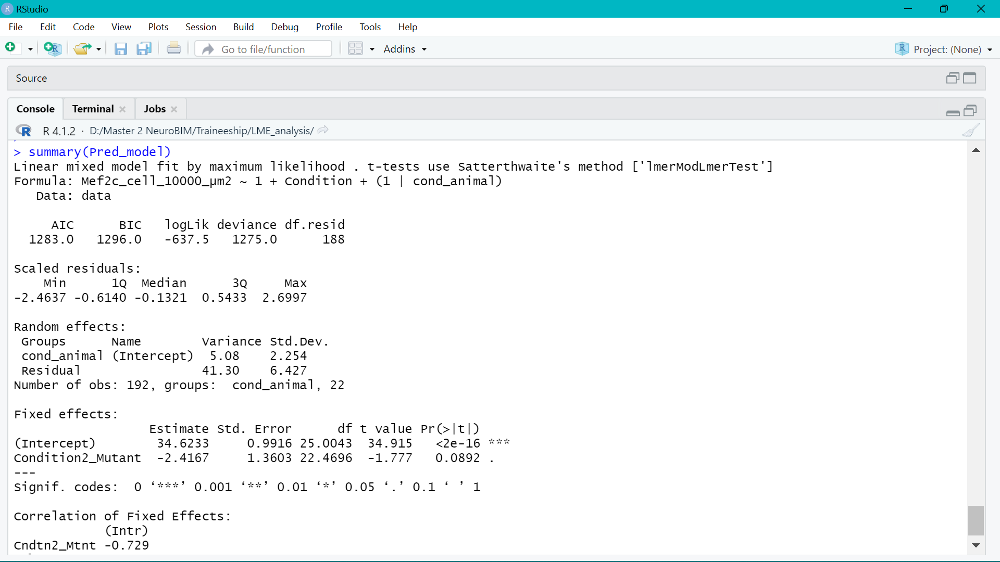 R RStudio
File Edit Code View Plots Session Build Debug Profile Tools Help
Go to file/function Addins Project: (None)
Source
Console Terminal Jobs
R 4.1.2 · D:/Master 2 NeuroBIM/Traineeship/LME_analysis/
> summary(Pred_model)
Linear mixed model fit by maximum likelihood . t-tests use Satterthwaite's method ['lmerModLmerTest']
Formula: Mef2c_cell_10000_µm2 ~ 1 + Condition + (1 | cond_animal)
Data: data
AIC BIC logLik deviance df.resid
1283.0 1296.0 -637.5 1275.0 188
Scaled residuals:
Min 1Q Median 3Q Max
-2.4637 -0.6140 -0.1321 0.5433 2.6997
Random effects:
Groups Name Variance Std.Dev.
cond_animal (Intercept) 5.08 2.254
Residual 41.30 6.427
Number of obs: 192, groups: cond_animal, 22
Fixed effects:
Estimate Std. Error df t value Pr(>|t|)
(Intercept) 34.6233 0.9916 25.0043 34.915 <2e-16 ***
Condition2_Mutant -2.4167 1.3603 22.4696 -1.777 0.0892 .
---
Signif. codes: 0 ‘***’ 0.001 ‘**’ 0.01 ‘*’ 0.05 ‘.’ 0.1 ‘ ’ 1
Correlation of Fixed Effects:
(Intr)
Cndtn2_Mtnt -0.729